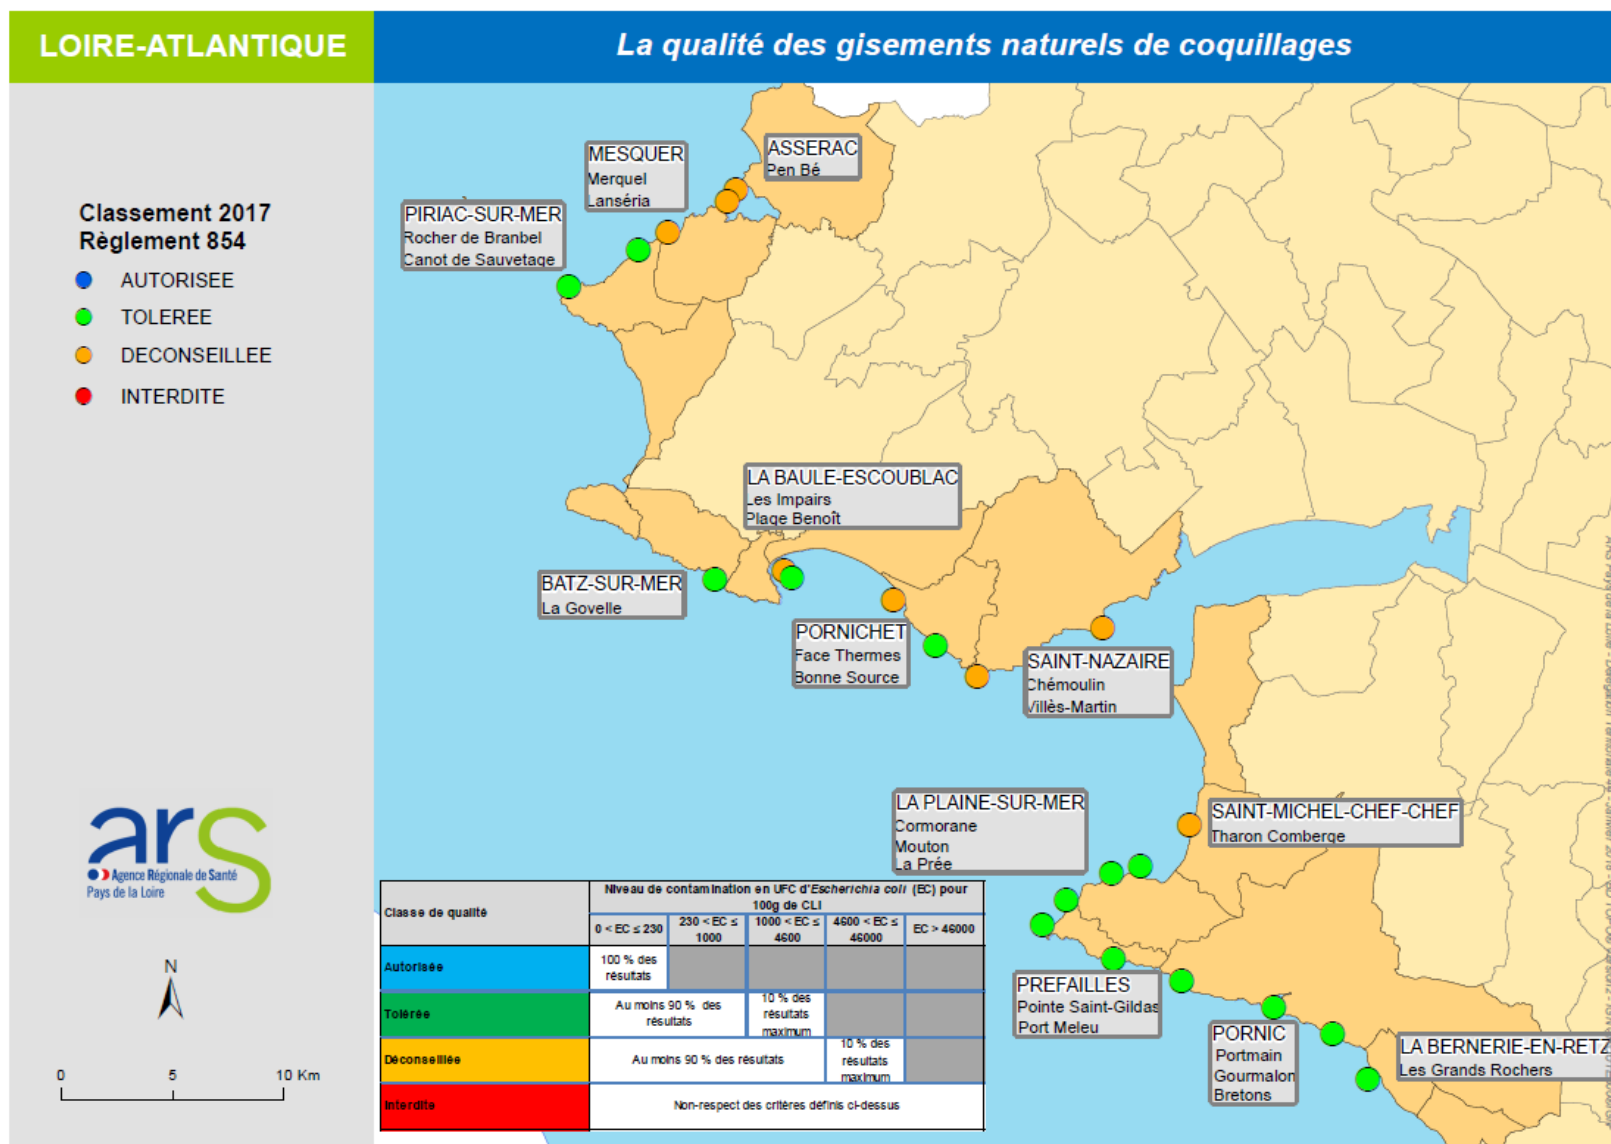 LOIRE-ATLANTIQUE
La qualité des gisements naturels de coquillages
Classement 2017
Règlement 854
AUTORISEE
TOLEREE
DECONSEILLEE
INTERDITE
ars
Agence Régionale de Santé
Pays de la Loire
N
0 5 10 Km
ASSERAC
Pen Bé
MESQUER
Merquel
Lanséria
PIRIAC-SUR-MER
Rocher de Branbel
Canot de Sauvetage
LA BAULE-ESCOUBLAC
Les Impairs
Plage Benoît
BATZ-SUR-MER
La Govelle
PORNICHET
Face Thermes
Bonne Source
SAINT-NAZAIRE
Chémoulin
Villès-Martin
LA PLAINE-SUR-MER
Cormorane
Mouton
La Prée
SAINT-MICHEL-CHEF-CHEF
Tharon Comberge
PREFAILLES
Pointe Saint-Gildas
Port Meleu
PORNIC
Portmain
Gourmalon
Bretons
LA BERNERIE-EN-RETZ
Les Grands Rochers
Classe de qualité
Niveau de contamination en UFC d'Escherichia coli (EC) pour
100g de CLI
0 < EC ≤ 230
230 < EC ≤
1000
1000 < EC ≤
4600
4600 < EC ≤
46000
EC > 46000
Autorisée
100 % des
résultats
Tolérée
Au moins 90 % des
résultats
10 % des
résultats
maximum
Déconseillée
Au moins 90 % des résultats
10 % des
résultats
maximum
Interdite
Non-respect des critères définis ci-dessus